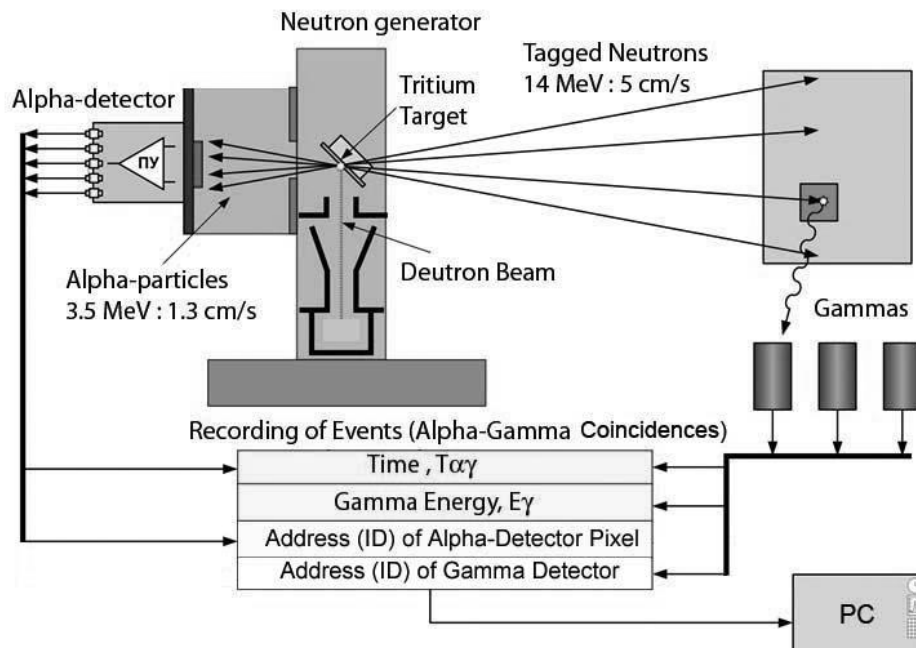 Neutron generator
Tagged Neutrons
14 MeV : 5 cm/s
Tritium
Target
Alpha-detector
ПУ
Deutron Beam
Alpha-particles
3.5 MeV : 1.3 cm/s
Gammas
Recording of Events (Alpha-Gamma Coincidences)
Time , Tαγ
Gamma Energy, Eγ
Address (ID) of Alpha-Detector Pixel
Address (ID) of Gamma Detector
PC